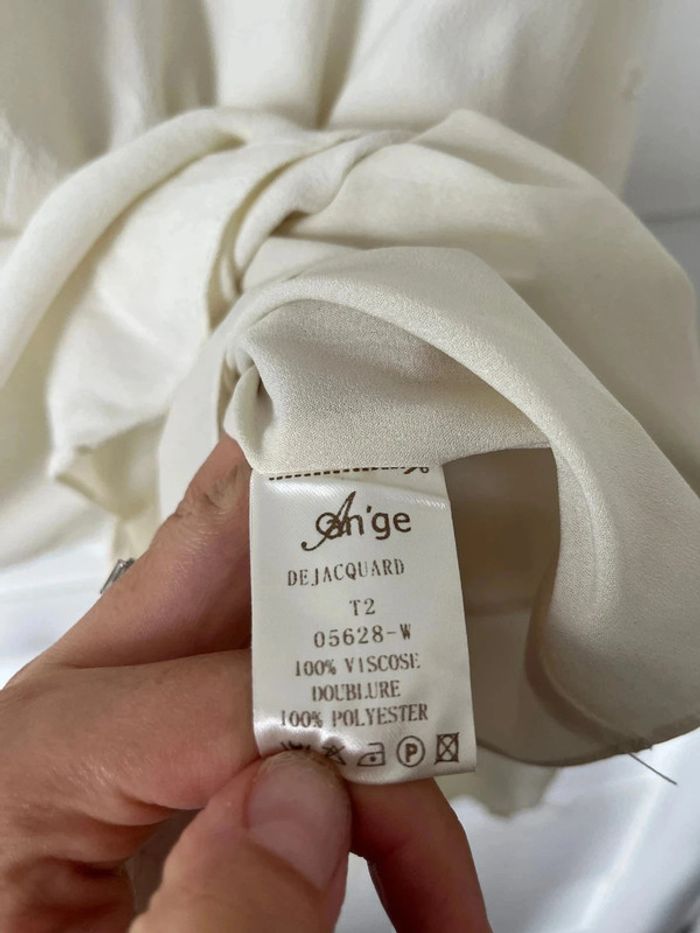 An'ge
DEJACQUARD
T2
05628-W
100% VISCOSE
DOUBLURE
100% POLYESTER
P